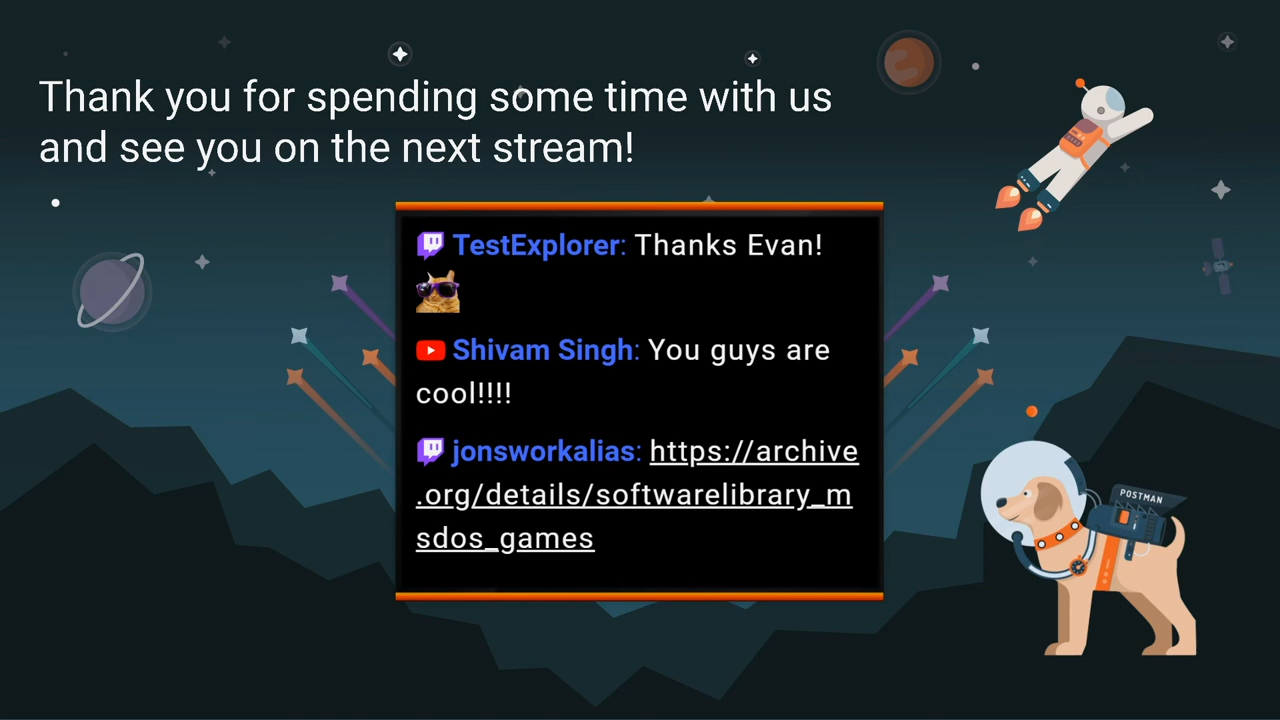 Thank you for spending some time with us
and see you on the next stream!
TestExplorer: Thanks Evan!
Shivam Singh: You guys are
cool!!!!
jonsworkalias: https://archive
.org/details/softwarelibrary_m
sdos_games
POSTMAN